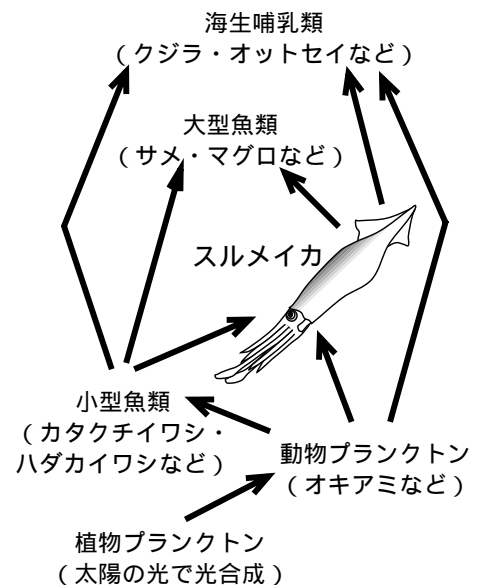 海生哺乳類
（クジラ・オットセイなど）
大型魚類
（サメ・マグロなど）
スルメイカ
小型魚類
（カタクチイワシ・
ハダカイワシなど）
動物プランクトン
（オキアミなど）
植物プランクトン
（太陽の光で光合成）